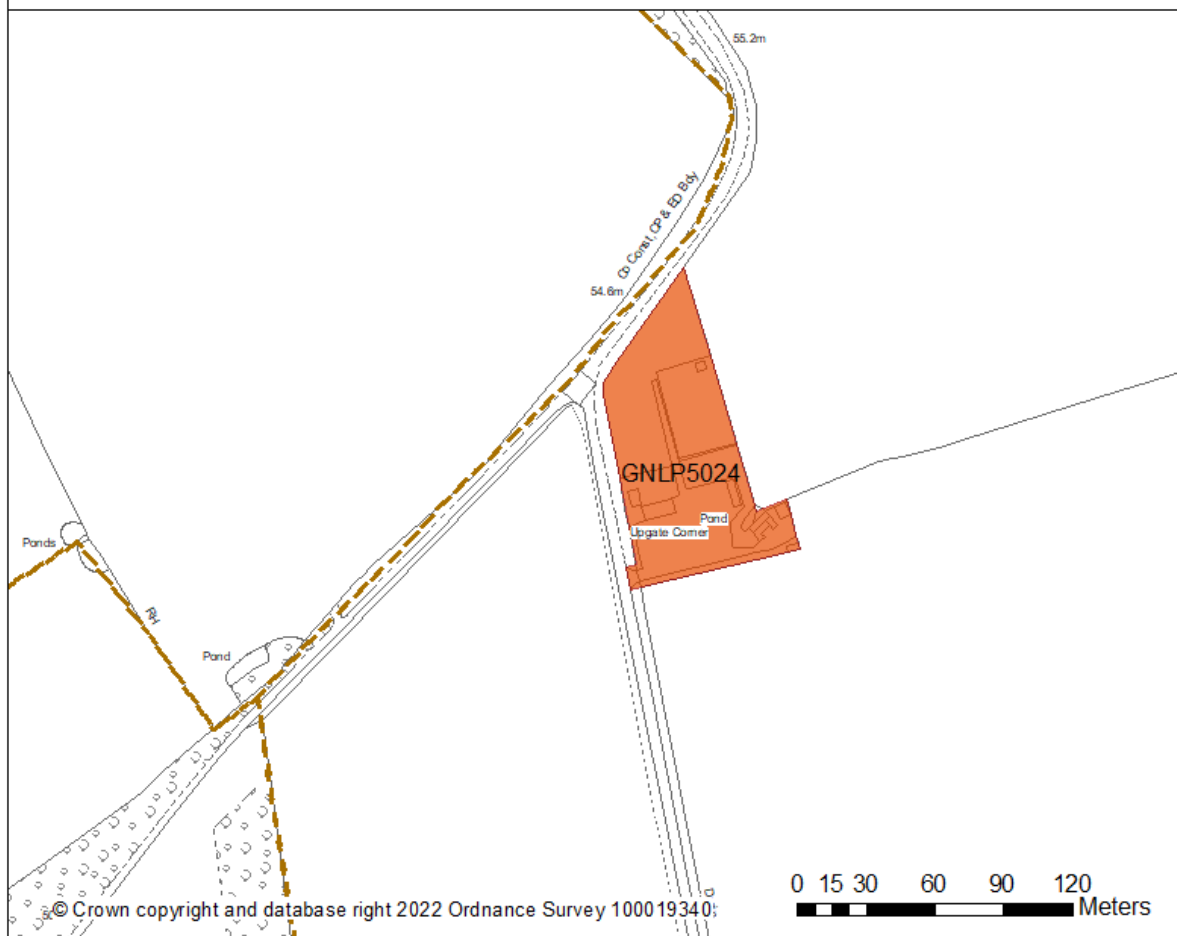 55.2m
Co Const, CP & ED Bdy
54.6m
GNLP5024
Pond
Upgate Corner
Ponds
RH
Pond
0 15 30 60 90 120
Meters
© Crown copyright and database right 2022 Ordnance Survey 100019340,